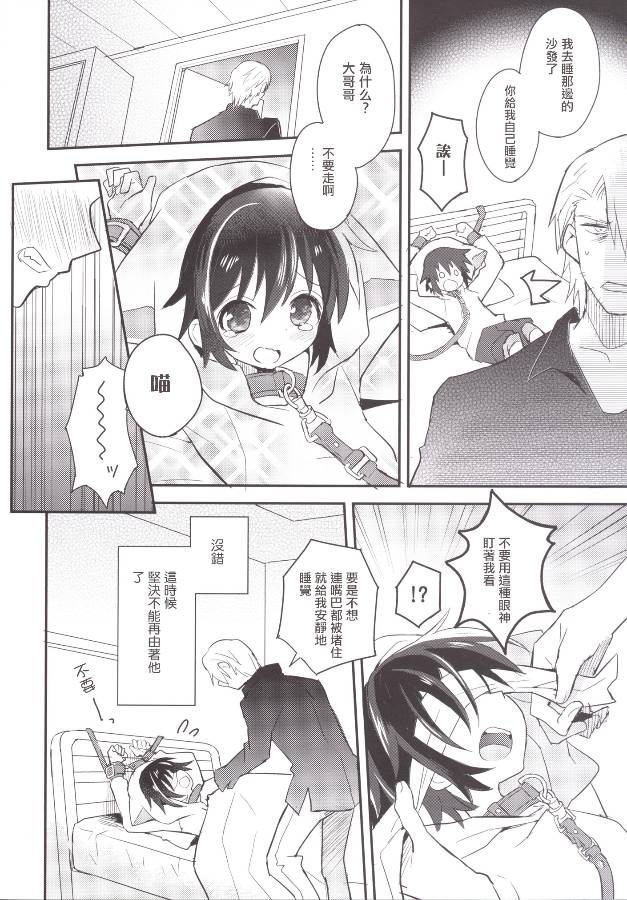 我去睡那邊的
沙發了
你給我自己睡覺
誒ー
為什么?
大哥哥
不要走啊
……
喵
〜〜〜ッ
不要用這種眼神
盯著我看
!?
要是不想
連嘴巴都被堵住
就給我安靜地
睡覺
沒錯
這時候
堅決不能再由著他
了
不要ー